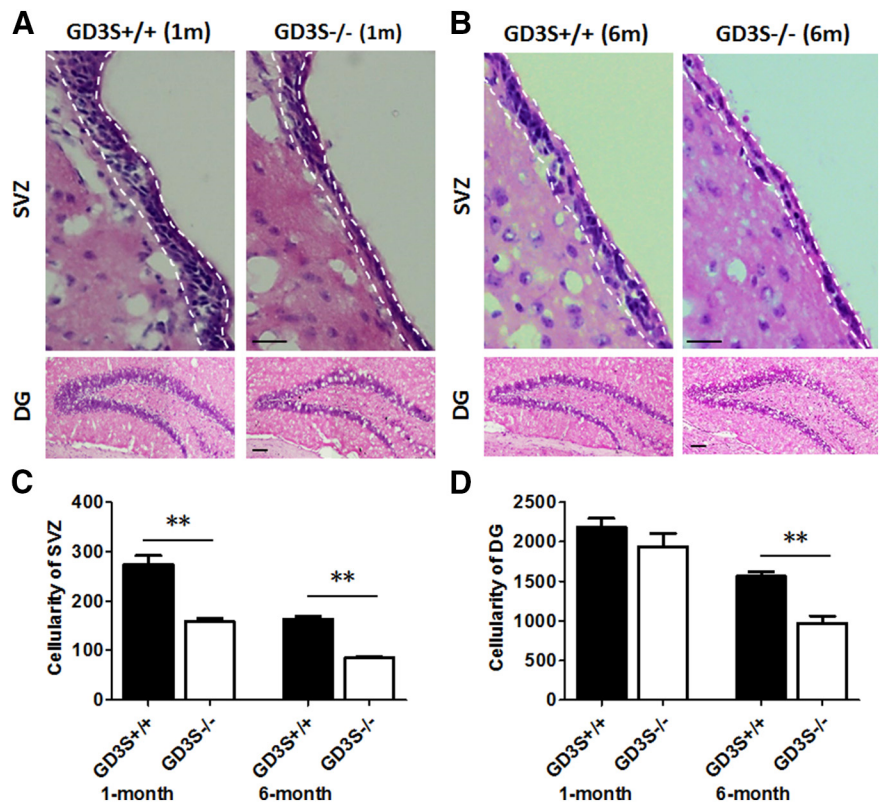 A
GD3S+/+ (1m)
GD3S-/- (1m)
B
GD3S+/+ (6m)
GD3S-/- (6m)
SVZ
SVZ
DG
DG
C
Cellularity of SVZ
400
300
200
100
0
**
**
GD3S+/+
GD3S-/-
GD3S+/+
GD3S-/-
1-month
6-month
D
Cellularity of DG
2500
2000
1500
1000
500
0
**
GD3S+/+
GD3S-/-
GD3S+/+
GD3S-/-
1-month
6-month